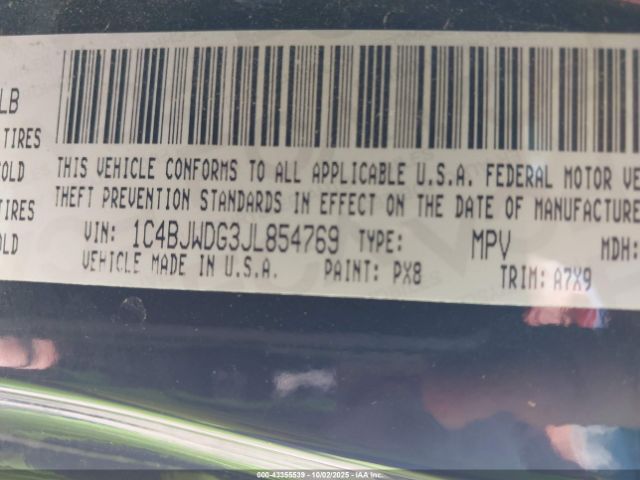 LB
TIRES
OLD
TIRES
OLD
THIS VEHICLE CONFORMS TO ALL APPLICABLE U.S.A. FEDERAL MOTOR VE
THEFT PREVENTION STANDARDS IN EFFECT ON THE DATE OF MANUFACTURE
VIN: 1C4BJWDG3JL854769 TYPE: MPV MDH:
VEHICLE MADE IN U.S.A. PAINT: PX8 TRIM: A7X9
000-43355539 | 10/02/2025 | IAA Inc.